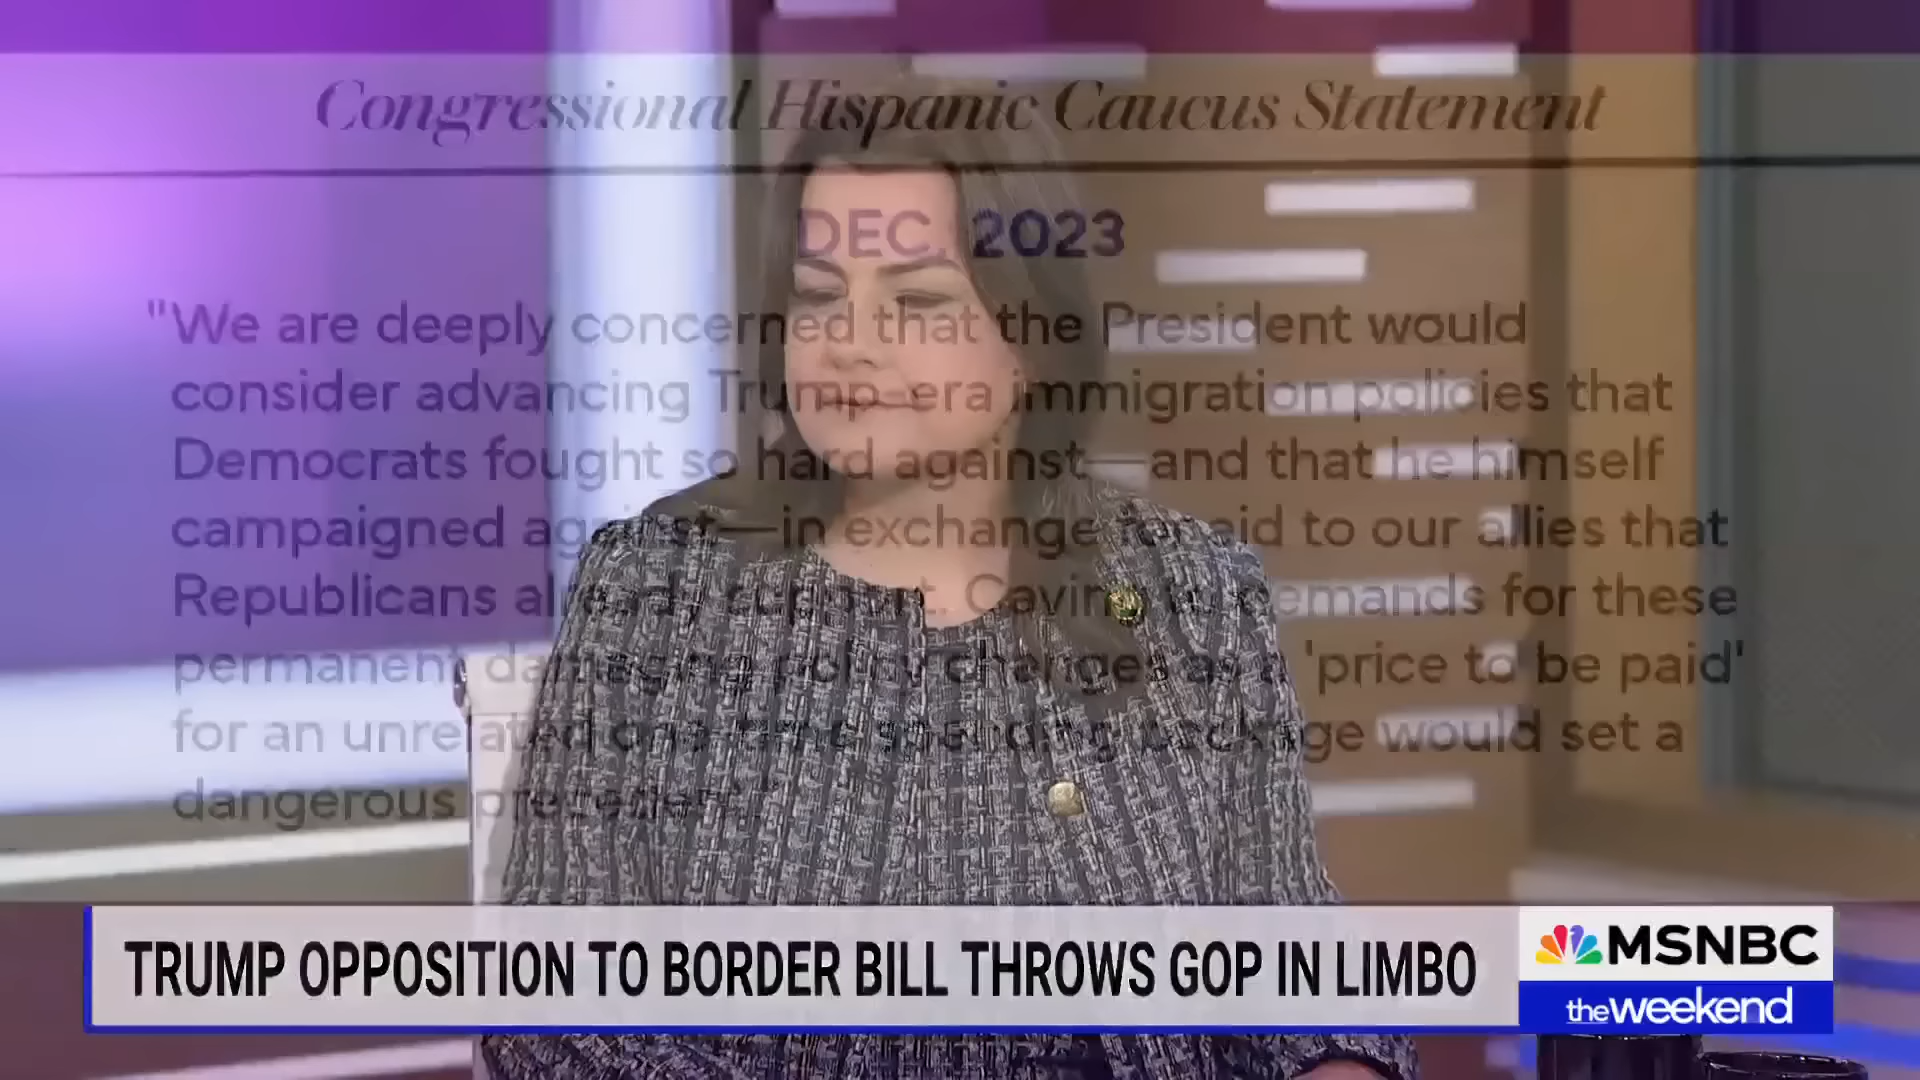 Congressional Hispanic Caucus Statement
DEC. 2023
"We are deeply concerned that the President would
consider advancing Trump-era immigration policies that
Democrats fought so hard against—and that he himself
campaigned against—in exchange for aid to our allies that
Republicans already support. Caving to demands for these
permanent damaging policy changes as a 'price to be paid'
for an unrelated one-time spending package would set a
dangerous precedent."
TRUMP OPPOSITION TO BORDER BILL THROWS GOP IN LIMBO
MSNBC
theweekend